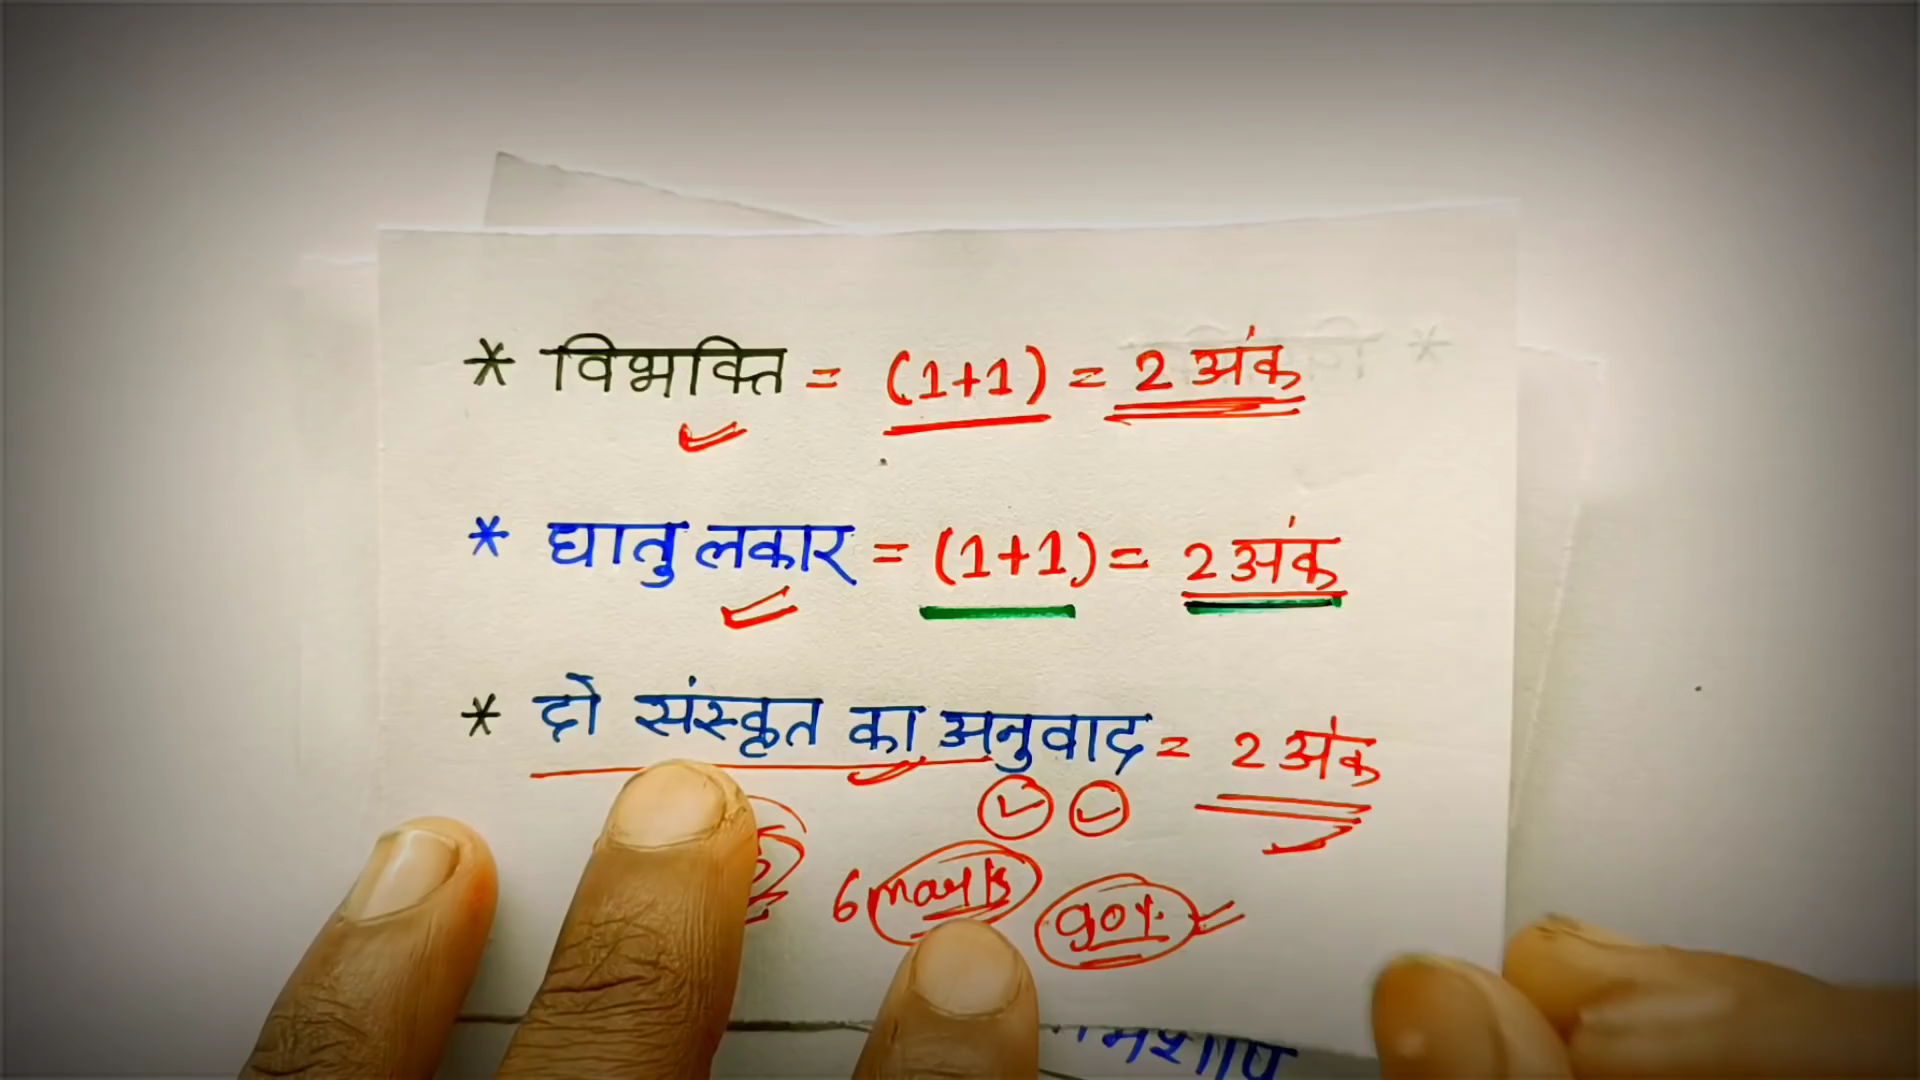 * विभक्ति = (1+1) = 2 अंक
* धातु लकार = (1+1) = 2 अंक
* दो संस्कृत का अनुवाद = 2 अंक
6 marks 90%